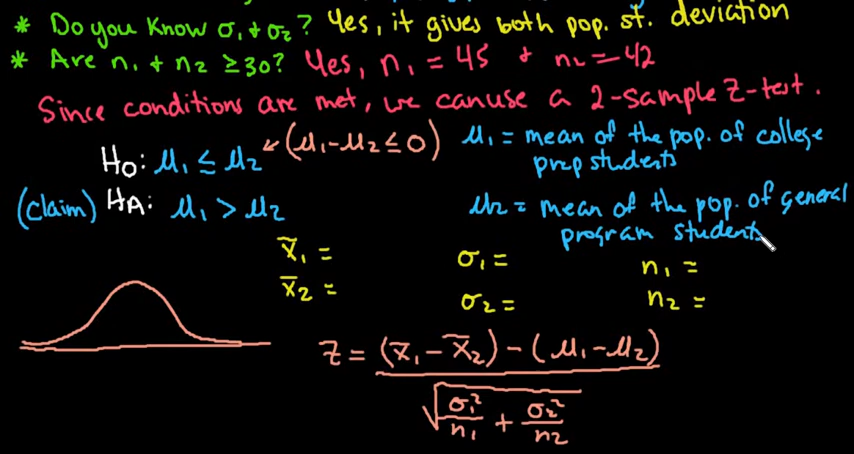 * Do you know σ₁ & σ₂? Yes, it gives both pop. st. deviation
* Are n₁ & n₂ ≥ 30? Yes, n₁ = 45 & n₂ = 42
Since conditions are met, we can use a 2-sample Z-test.
H₀: μ₁ ≤ μ₂ ↙ (μ₁-μ₂ ≤ 0) μ₁ = mean of the pop. of college
prep students
(claim) HA: μ₁ > μ₂ μ₂ = mean of the pop. of general
program students
x̄₁ = σ₁ = n₁ =
x̄₂ = σ₂ = n₂ =
Z = ((x̄₁ - x̄₂) - (μ₁ - μ₂)) / √(σ₁²/n₁ + σ₂²/n₂)